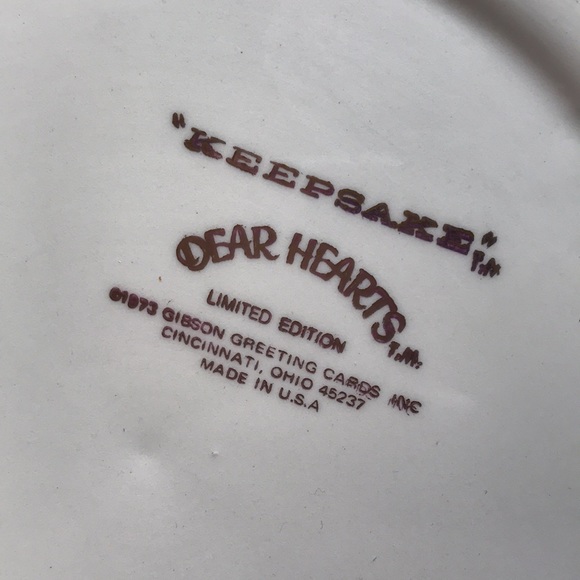 "KEEPSAKE" T.M.
DEAR HEARTS T.M.
LIMITED EDITION
©1973 GIBSON GREETING CARDS INC
CINCINNATI, OHIO 45237
MADE IN U.S.A